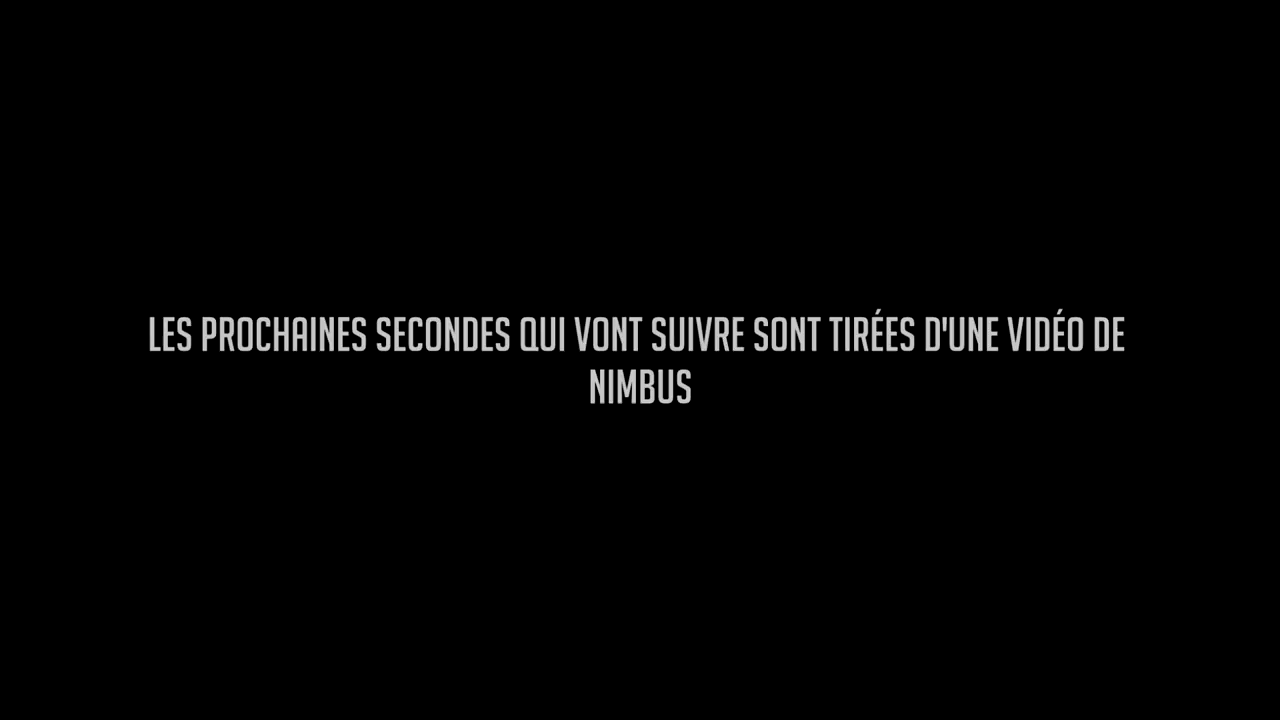 LES PROCHAINES SECONDES QUI VONT SUIVRE SONT TIRÉES D'UNE VIDÉO DE
NIMBUS